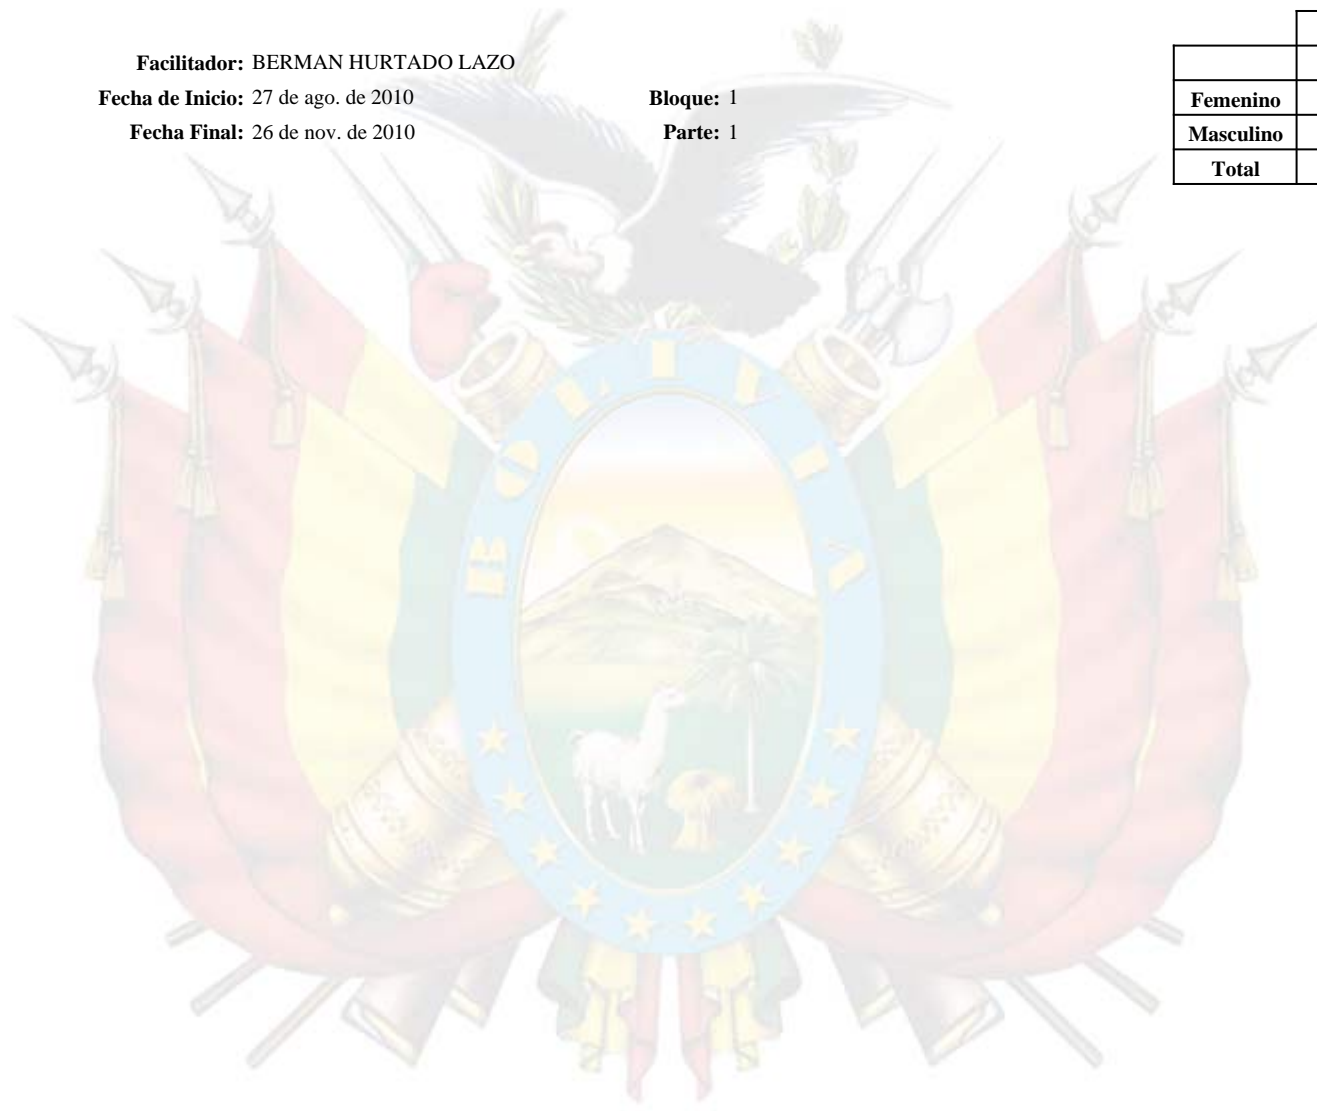 Facilitador: BERMAN HURTADO LAZO
Fecha de Inicio: 27 de ago. de 2010 Bloque: 1
Fecha Final: 26 de nov. de 2010 Parte: 1
Femenino
Masculino
Total
BOLIVIA